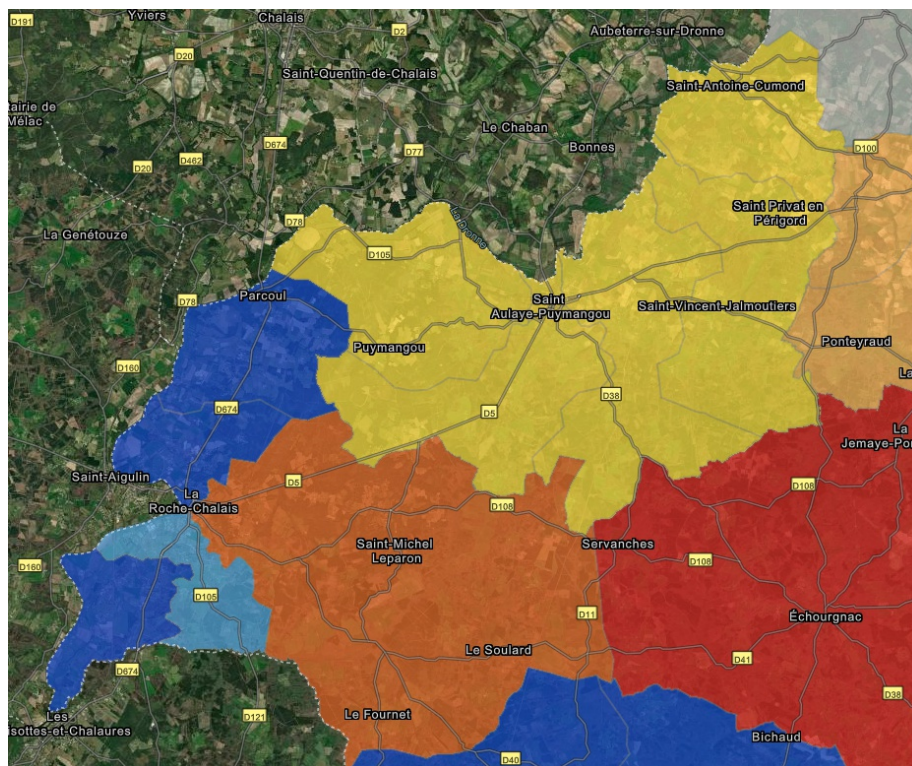 D191
Yviers
Chalais
D2
Aubeterre-sur-Dronne
D20
Saint-Quentin-de-Chalais
Saint-Antoine-Cumond
tairie de
Mélac
Le Chaban
D674
D77
Bonnes
D100
D20
D462
D78
Saint Privat en
Périgord
La Genétouze
D105
D78
Parcoul
Saint
Aulaye-Puymangou
Saint-Vincent-Jalmoutiers
Puymangou
Ponteyraud
D160
La
D674
D5
D38
La
Jemaye-Po
Saint-Aigulin
D5
La
Roche-Chalais
D108
D108
Saint-Michel
Leparon
Servanches
D160
D108
D105
D11
Échourgnac
Le Soulard
D41
D674
D38
Les
isottes-et-Chalaures
D121
Le Fournet
Bichaud
D40